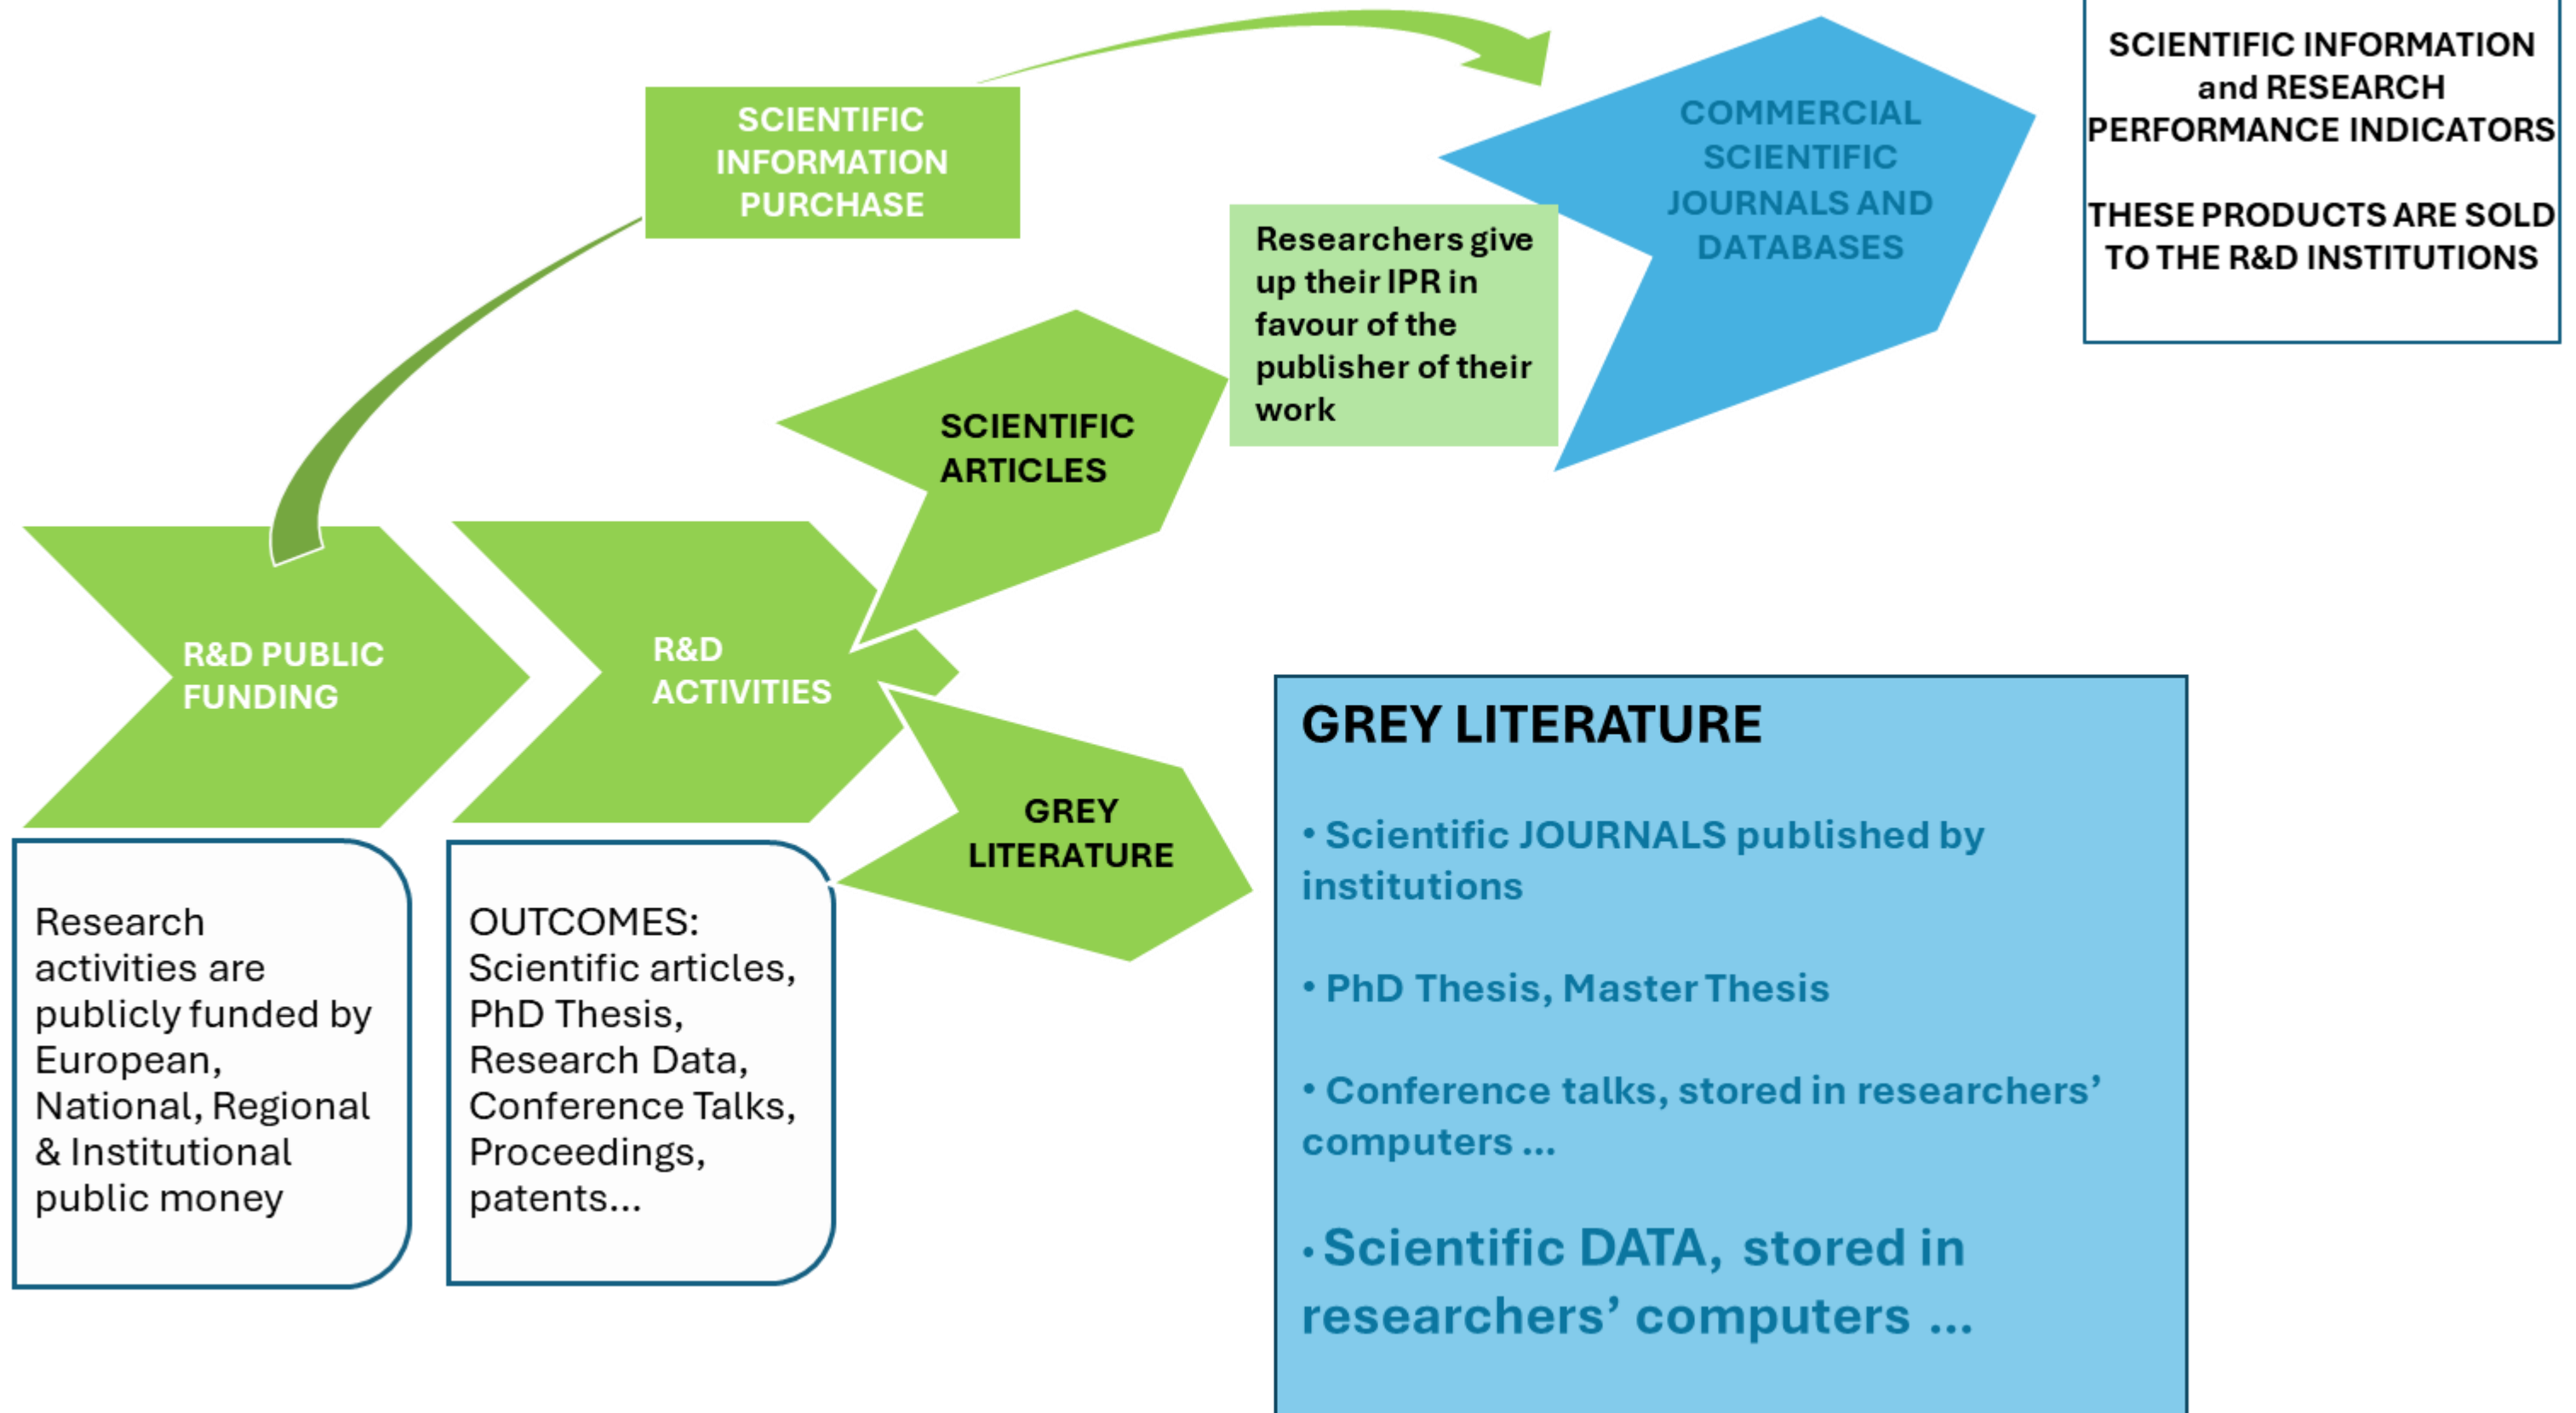 SCIENTIFIC
INFORMATION
PURCHASE
COMMERCIAL
SCIENTIFIC
JOURNALS AND
DATABASES
SCIENTIFIC INFORMATION
and RESEARCH
PERFORMANCE INDICATORS
THESE PRODUCTS ARE SOLD
TO THE R&D INSTITUTIONS
Researchers give
up their IPR in
favour of the
publisher of their
work
SCIENTIFIC
ARTICLES
R&D PUBLIC
FUNDING
R&D
ACTIVITIES
GREY
LITERATURE
Research
activities are
publicly funded by
European,
National, Regional
& Institutional
public money
OUTCOMES:
Scientific articles,
PhD Thesis,
Research Data,
Conference Talks,
Proceedings,
patents...
GREY LITERATURE
• Scientific JOURNALS published by
institutions
• PhD Thesis, Master Thesis
• Conference talks, stored in researchers’
computers ...
• Scientific DATA, stored in
researchers’ computers ...